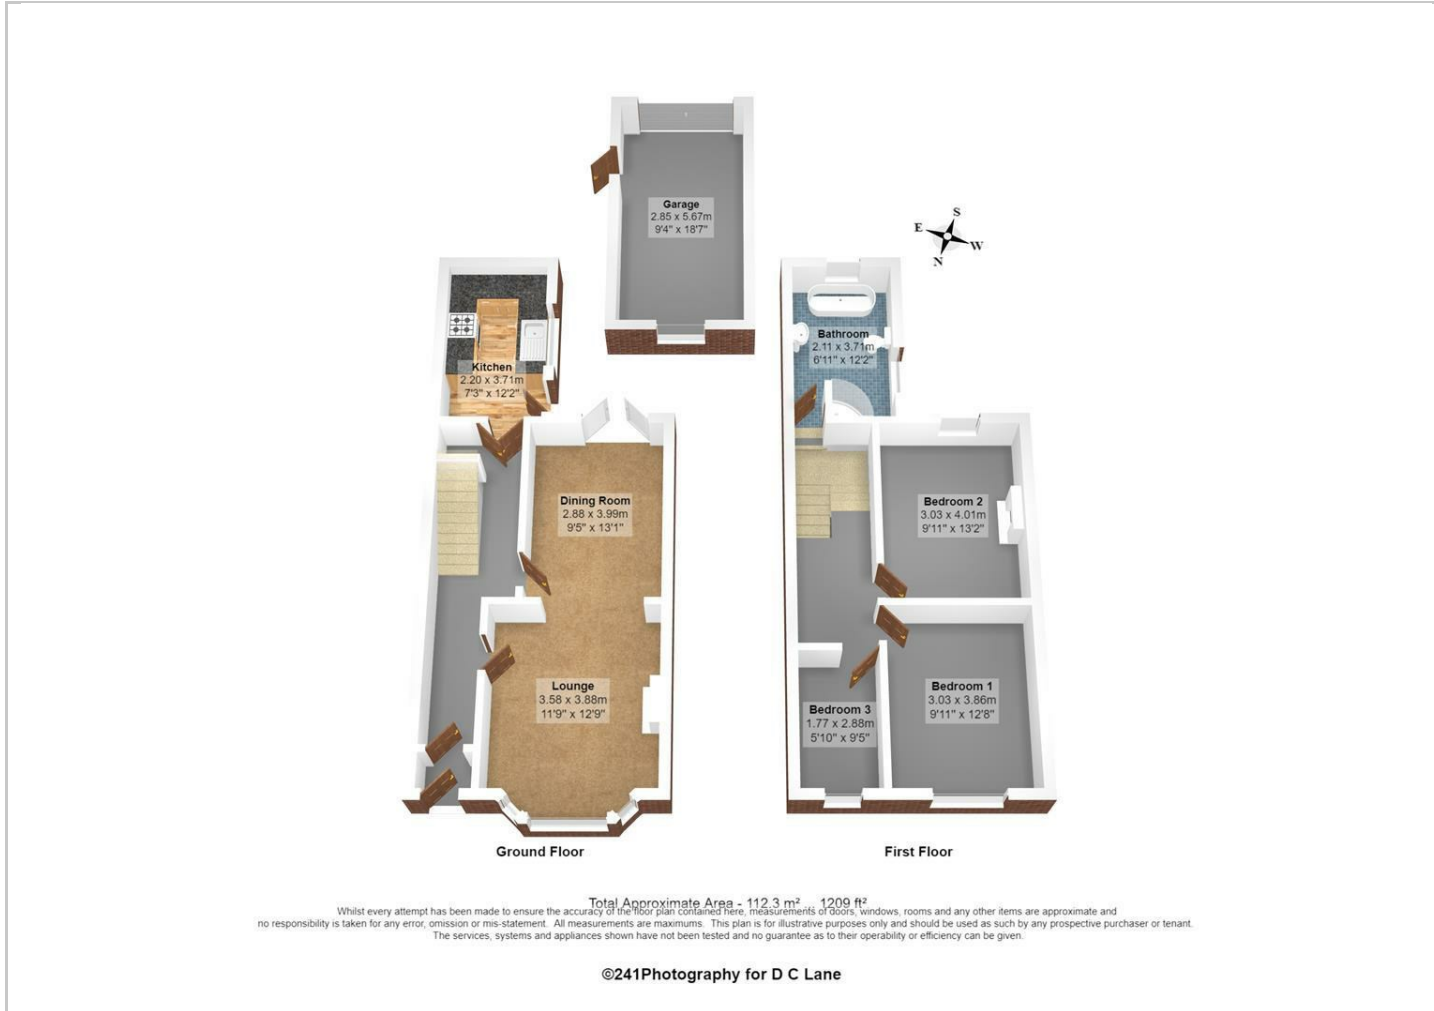 Garage
2.85 x 5.67m
9'4" x 18'7"
S
E
W
N
Kitchen
2.20 x 3.71m
7'3" x 12'2"
Bathroom
2.11 x 3.71m
6'11" x 12'2"
Dining Room
2.88 x 3.99m
9'5" x 13'1"
Bedroom 2
3.03 x 4.01m
9'11" x 13'2"
Lounge
3.58 x 3.88m
11'9" x 12'9"
Bedroom 3
1.77 x 2.88m
5'10" x 9'5"
Bedroom 1
3.03 x 3.86m
9'11" x 12'8"
Ground Floor
First Floor
Total Approximate Area - 112.3 m² ... 1209 ft²
Whilst every attempt has been made to ensure the accuracy of the floor plan contained here, measurements of doors, windows, rooms and any other items are approximate and
no responsibility is taken for any error, omission or mis-statement. All measurements are maximums. This plan is for illustrative purposes only and should be used as such by any prospective purchaser or tenant.
The services, systems and appliances shown have not been tested and no guarantee as to their operability or efficiency can be given.
©241Photography for D C Lane